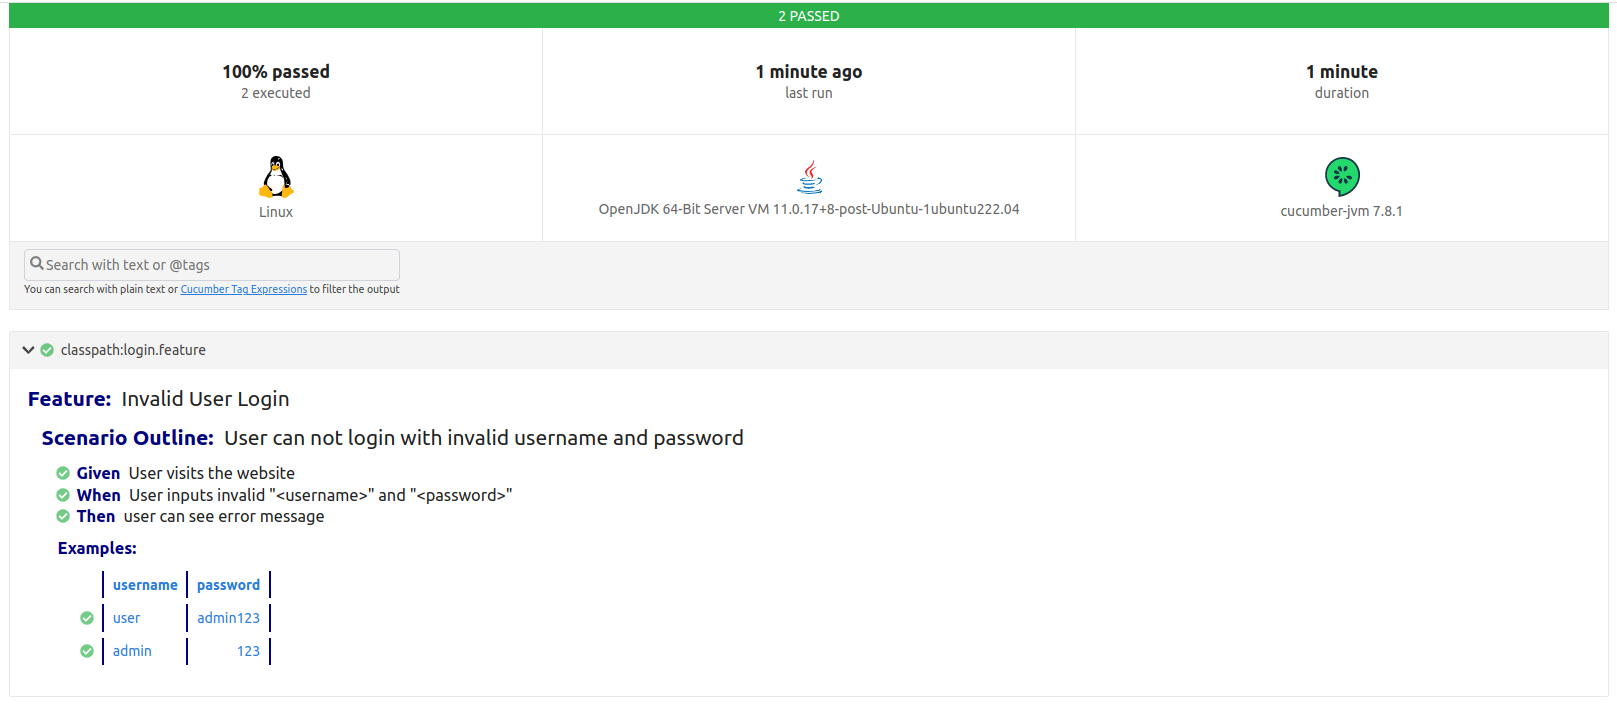 2 PASSED
100% passed
2 executed
1 minute ago
last run
1 minute
duration
Linux
OpenJDK 64-Bit Server VM 11.0.17+8-post-Ubuntu-1ubuntu222.04
cucumber-jvm 7.8.1
Search with text or @tags
You can search with plain text or Cucumber Tag Expressions to filter the output
classpath:login.feature
Feature: Invalid User Login
Scenario Outline: User can not login with invalid username and password
Given User visits the website
When User inputs invalid "<username>" and "<password>"
Then user can see error message
Examples:
username password
user admin123
admin 123